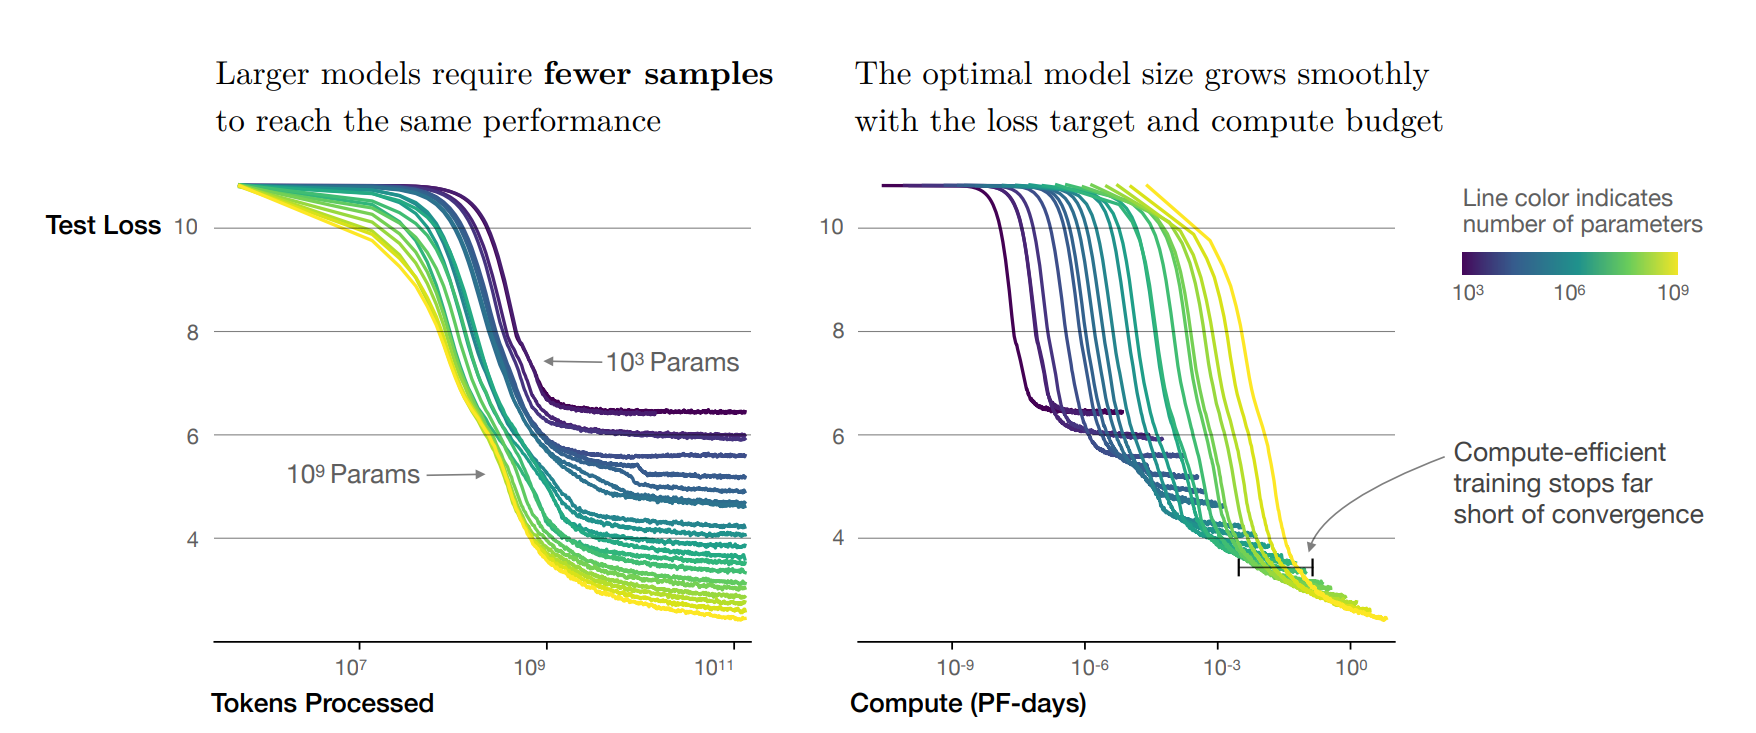 Larger models require fewer samples
to reach the same performance
The optimal model size grows smoothly
with the loss target and compute budget
Test Loss
10
8
6
4
10³ Params
10⁹ Params
10⁷
10⁹
10¹¹
Tokens Processed
10
8
6
4
10⁻⁹
10⁻⁶
10⁻³
10⁰
Compute (PF-days)
Line color indicates
number of parameters
10³
10⁶
10⁹
Compute-efficient
training stops far
short of convergence